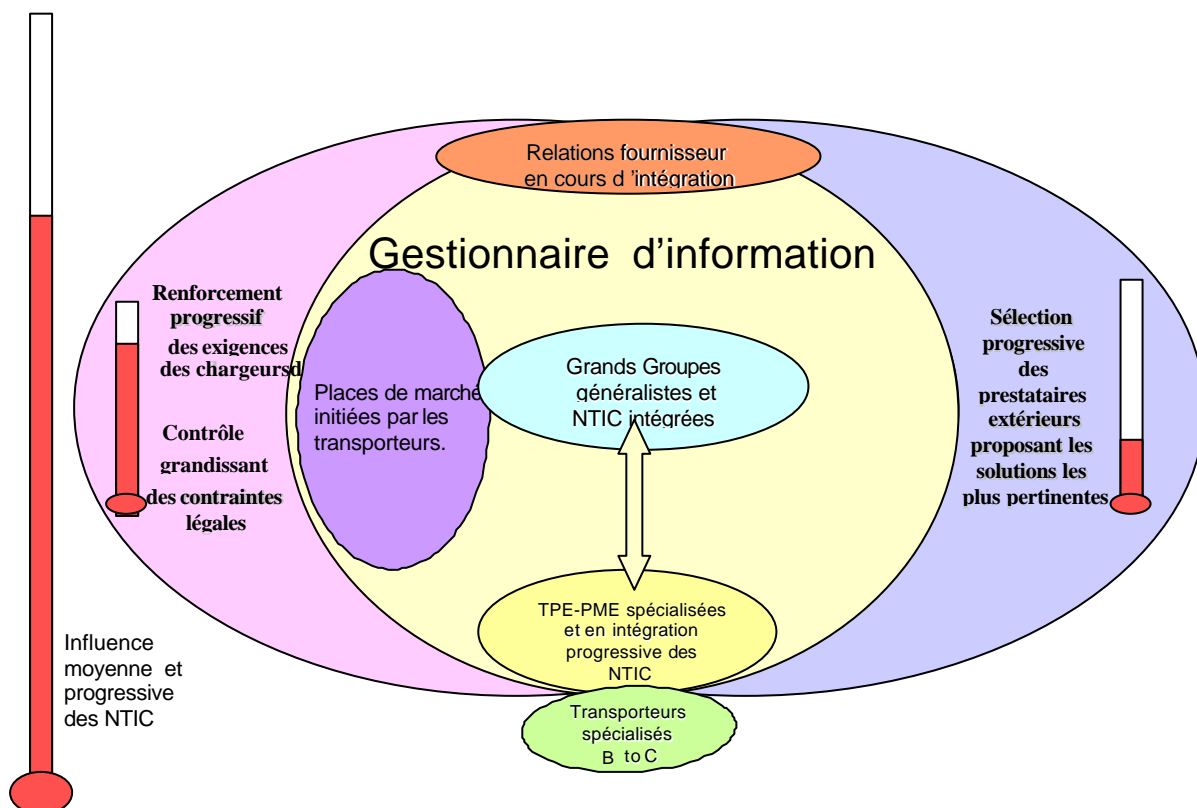 Relations fournisseur
en cours d ’intégration
Gestionnaire d’information
Renforcement
progressif
des exigences
des chargeursd
Contrôle
grandissant
des contraintes
légales
Places de marché
initiées par les
transporteurs.
Grands Groupes
généralistes et
NTIC intégrées
Sélection
progressive
des
prestataires
extérieurs
proposant les
solutions les
plus pertinentes
TPE-PME spécialisées
et en intégration
progressive des
NTIC
Influence
moyenne et
progressive
des NTIC
Transporteurs
spécialisés
B to C